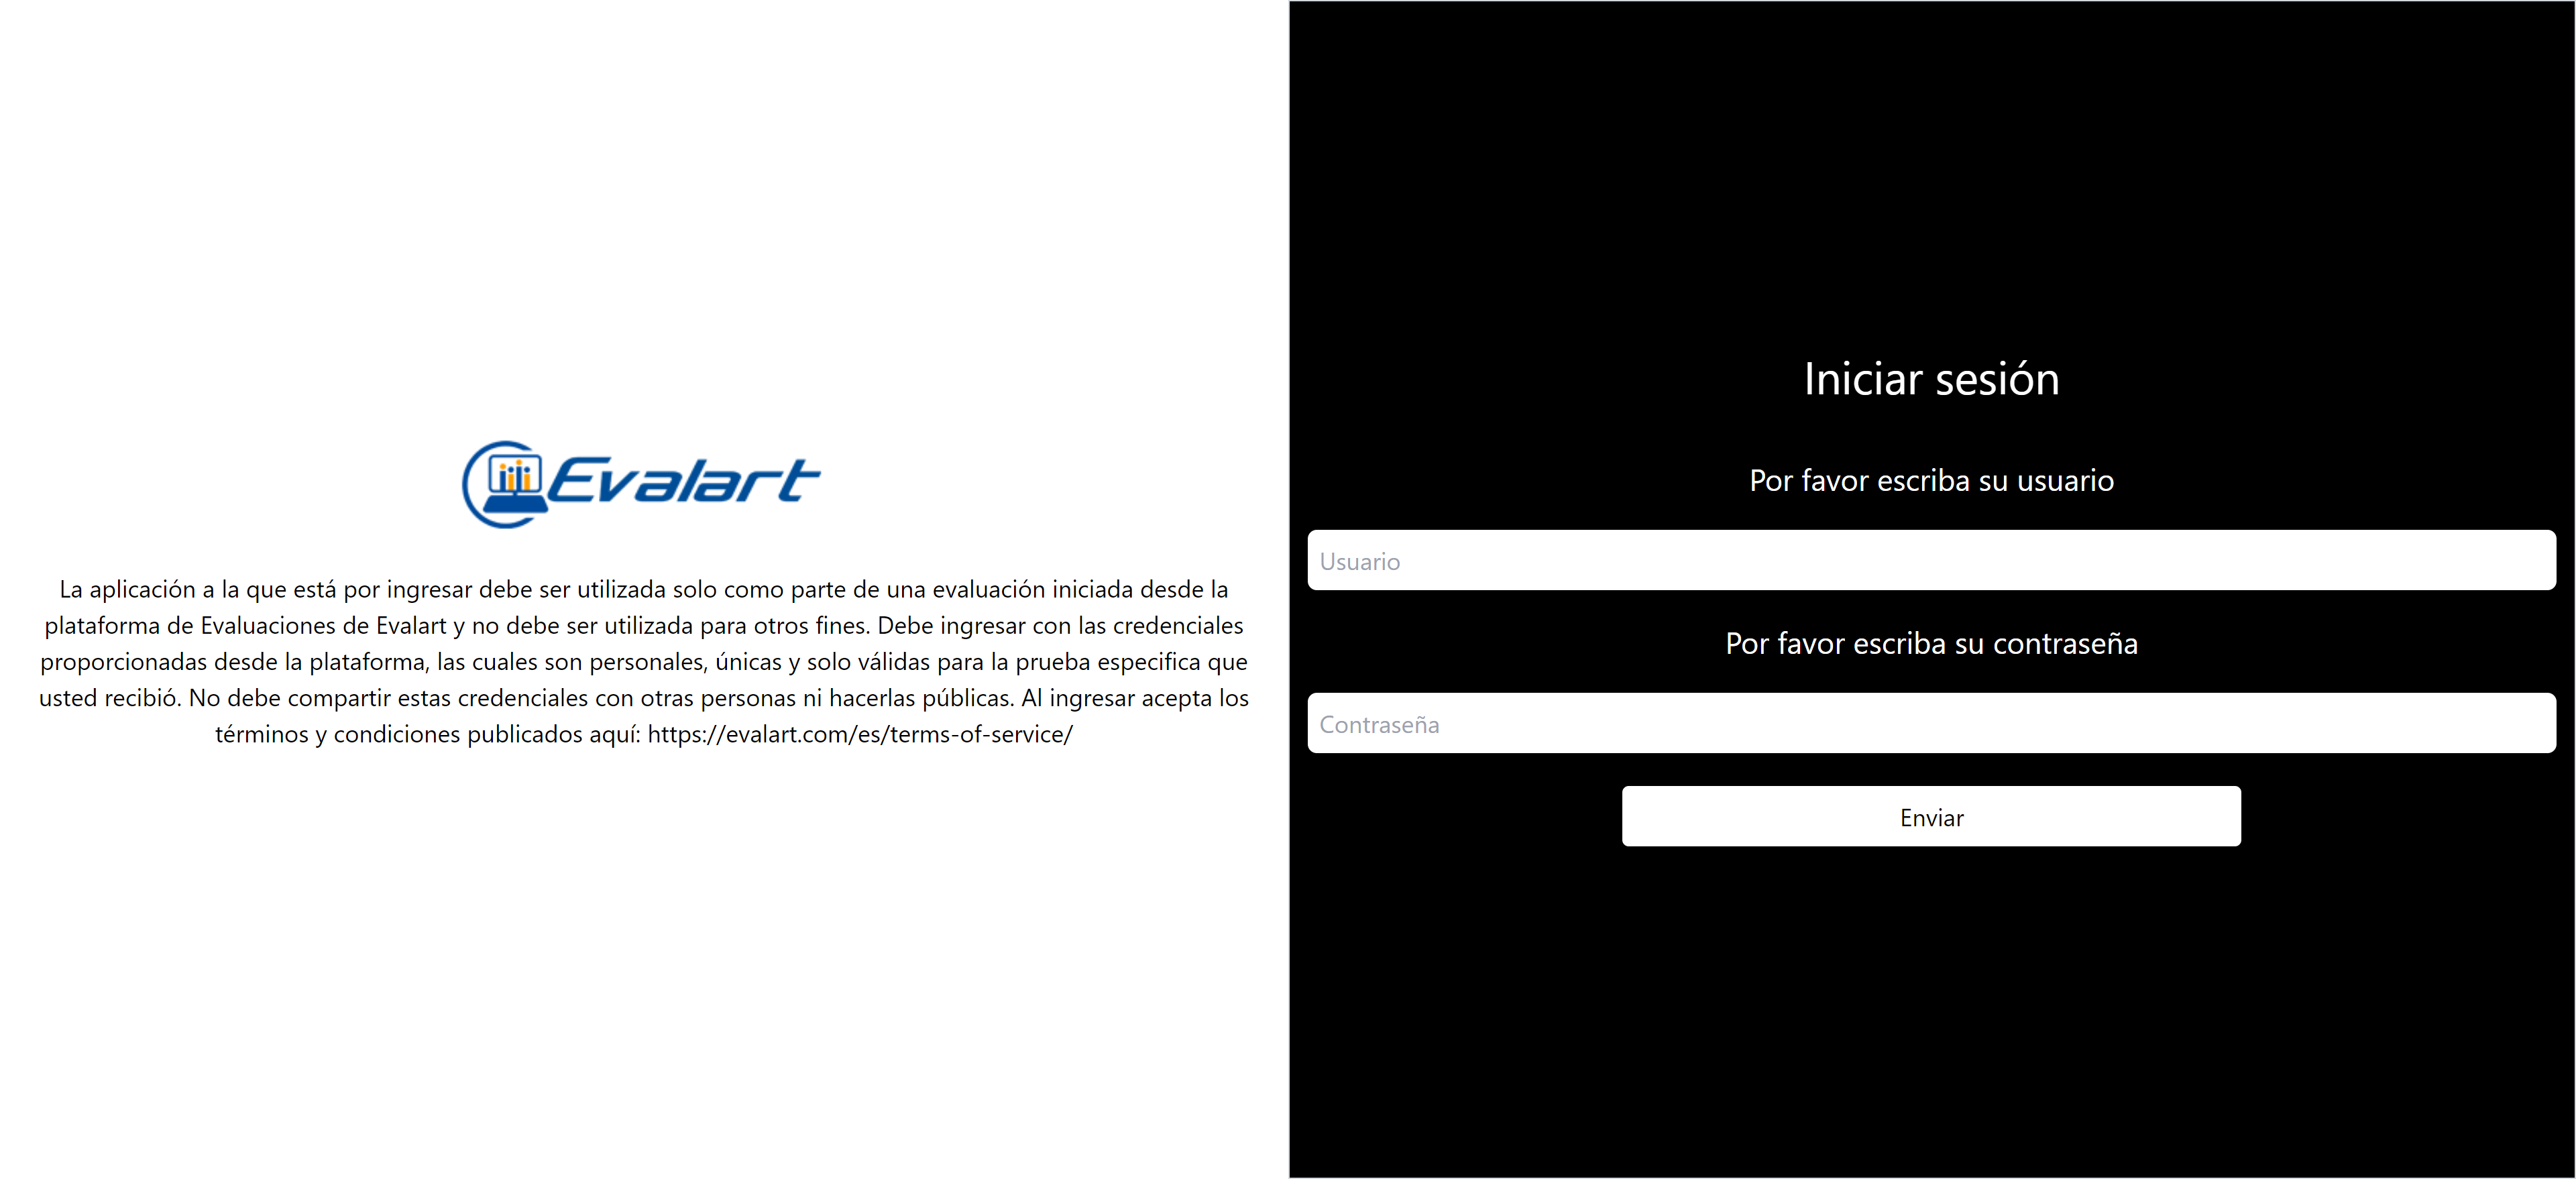 Evalart
La aplicación a la que está por ingresar debe ser utilizada solo como parte de una evaluación iniciada desde la
plataforma de Evaluaciones de Evalart y no debe ser utilizada para otros fines. Debe ingresar con las credenciales
proporcionadas desde la plataforma, las cuales son personales, únicas y solo válidas para la prueba especifica que
usted recibió. No debe compartir estas credenciales con otras personas ni hacerlas públicas. Al ingresar acepta los
términos y condiciones publicados aquí: https://evalart.com/es/terms-of-service/
Iniciar sesión
Por favor escriba su usuario
Usuario
Por favor escriba su contraseña
Contraseña
Enviar